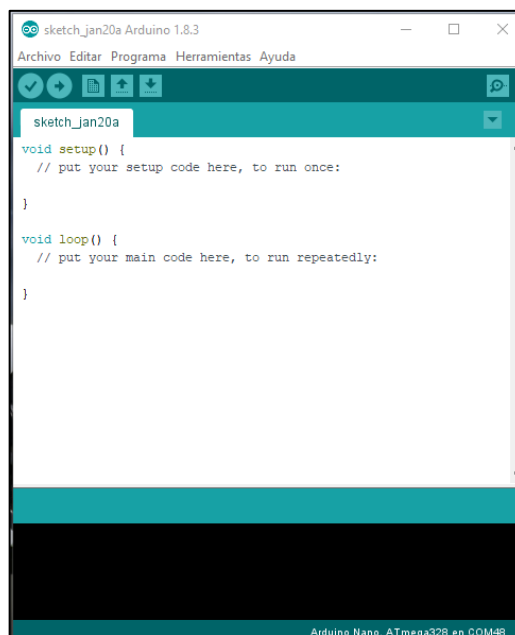 sketch_jan20a Arduino 1.8.3
Archivo Editar Programa Herramientas Ayuda
sketch_jan20a
void setup() {
// put your setup code here, to run once:
}
void loop() {
// put your main code here, to run repeatedly:
}
Arduino Nano, ATmega328 en COM48